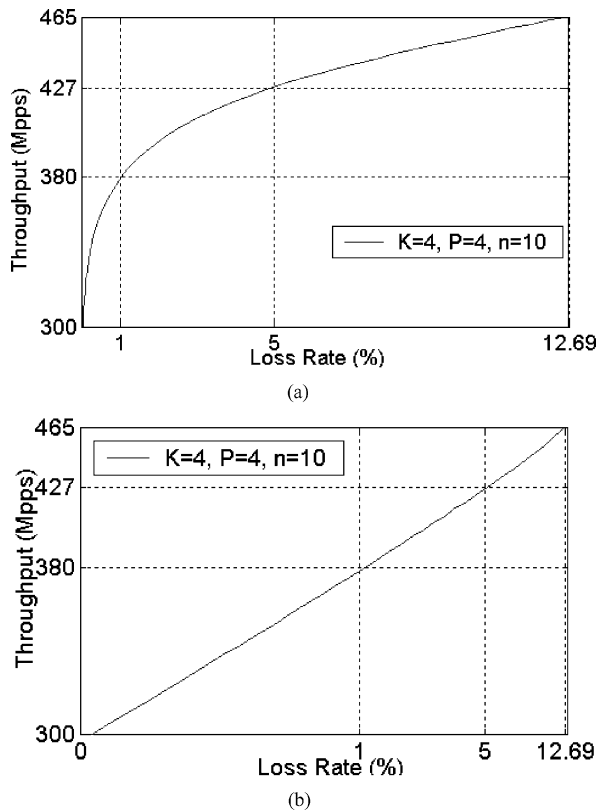 465
427
380
300
Throughput (Mpps)
K=4, P=4, n=10
1 5 12.69
Loss Rate (%)
(a)
465
K=4, P=4, n=10
427
380
300
Throughput (Mpps)
0 1 5 12.69
Loss Rate (%)
(b)